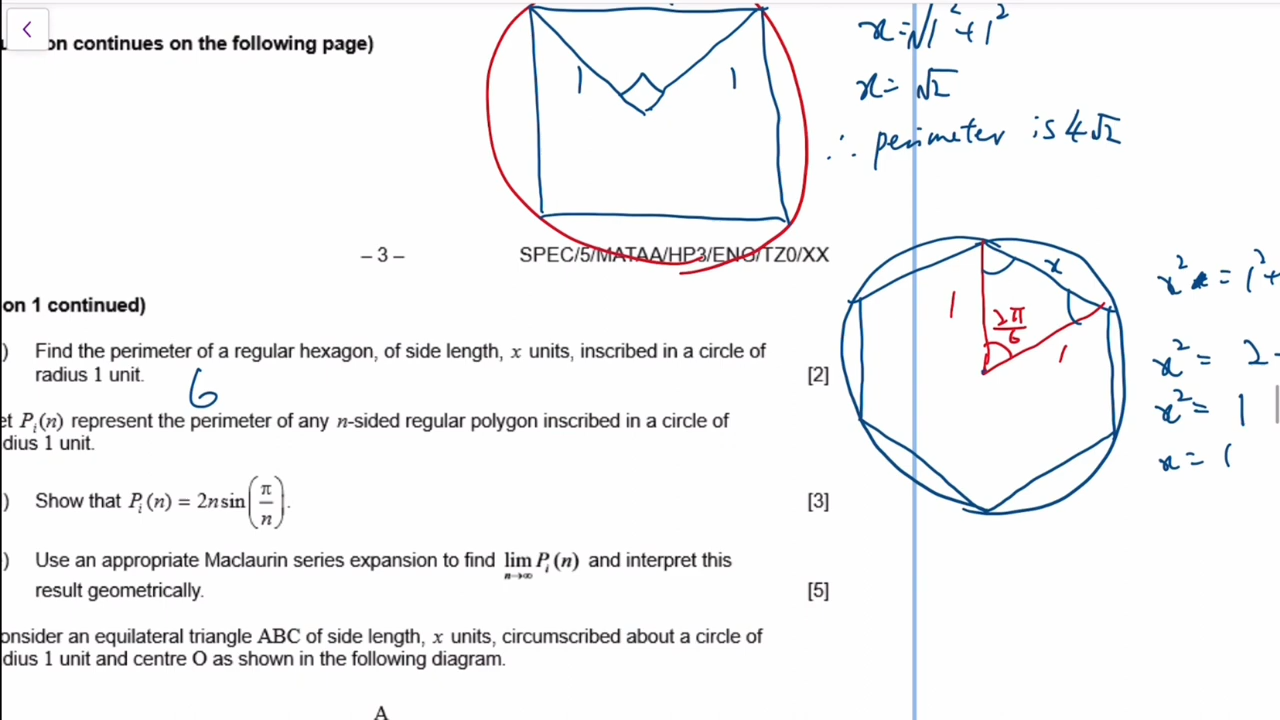 on continues on the following page)
1 1
x = √1² + 1²
x = √2
∴ perimeter is 4√2
– 3 –
SPEC/5/MATAA/HP3/ENG/TZ0/XX
on 1 continued)
) Find the perimeter of a regular hexagon, of side length, x units, inscribed in a circle of
radius 1 unit. [2]
6
et Pᵢ(n) represent the perimeter of any n-sided regular polygon inscribed in a circle of
dius 1 unit.
) Show that Pᵢ(n) = 2n sin(π/n). [3]
) Use an appropriate Maclaurin series expansion to find lim n→∞ Pᵢ(n) and interpret this
result geometrically. [5]
onsider an equilateral triangle ABC of side length, x units, circumscribed about a circle of
dius 1 unit and centre O as shown in the following diagram.
A
x
1
2π/6
1
x² = 1² +
x² = 2 -
x² = 1
x = 1